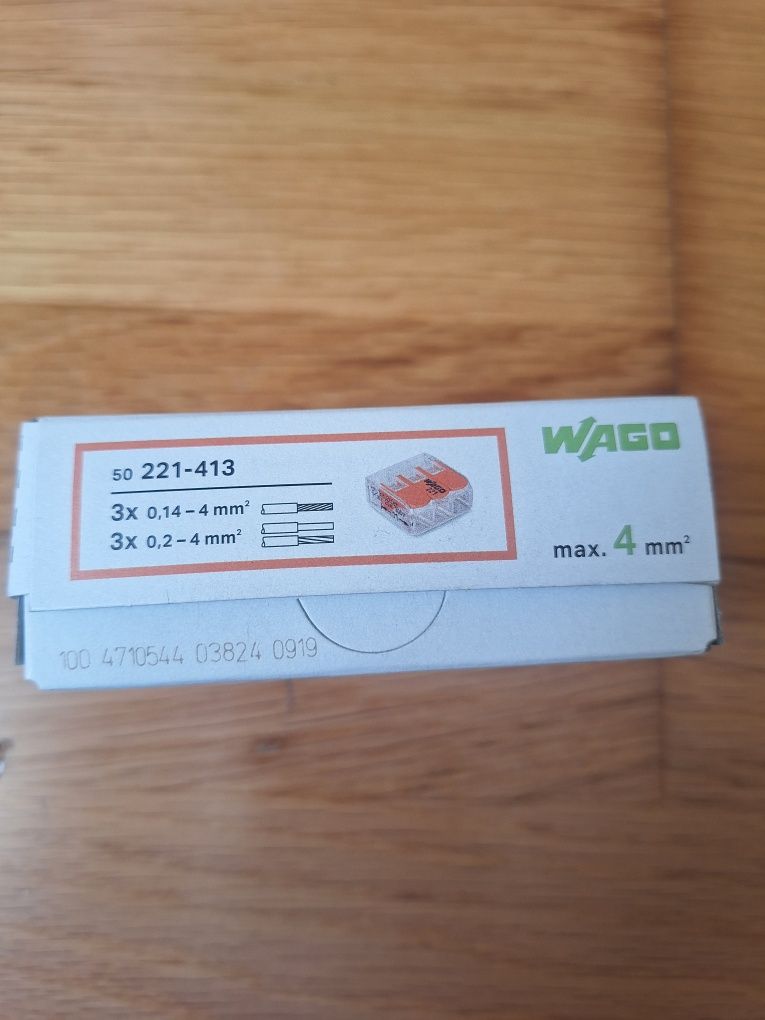 50 221-413
3x 0,14 – 4 mm²
3x 0,2 – 4 mm²
WAGO
WAGO
max. 4 mm²
100 4710544 03824 0919